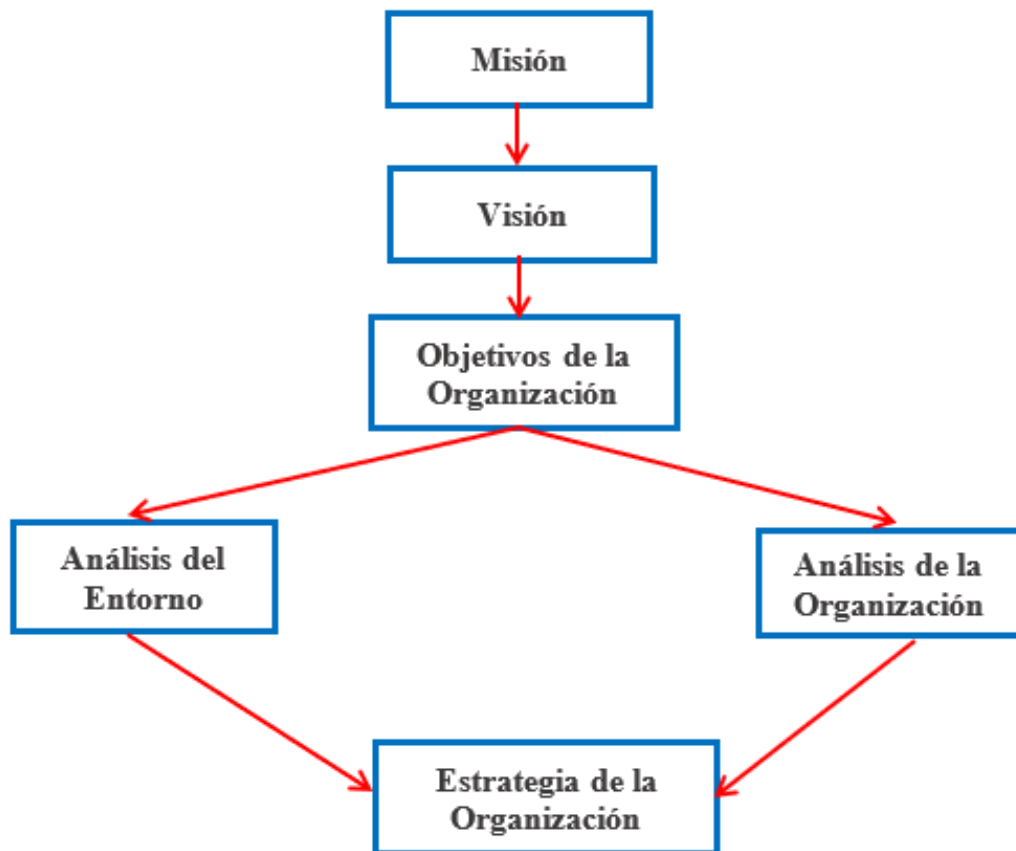 Misión
Visión
Objetivos de la
Organización
Análisis del
Entorno
Análisis de la
Organización
Estrategia de la
Organización